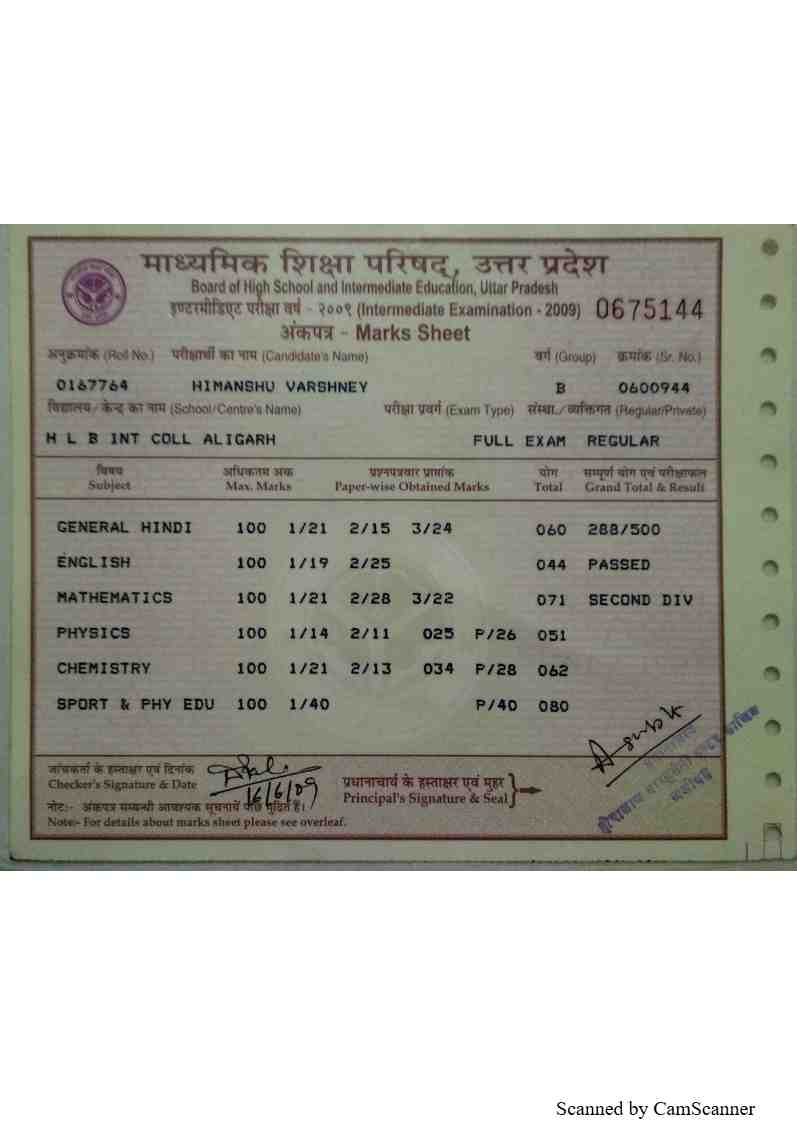 माध्यमिक शिक्षा परिषद्, उत्तर प्रदेश
Board of High School and Intermediate Education, Uttar Pradesh
इण्टरमीडिएट परीक्षा वर्ष - २००९ (Intermediate Examination - 2009) 0675144
अंकपत्र - Marks Sheet
अनुक्रमांक (Roll No.) परीक्षार्थी का नाम (Candidate's Name) वर्ग (Group) क्रमांक (Sr. No.)
0167764 HIMANSHU VARSHNEY B 0600944
विद्यालय/केन्द्र का नाम (School/Centre's Name) परीक्षा प्रवर्ग (Exam Type) संस्था./व्यक्तिगत (Regular/Private)
H L B INT COLL ALIGARH FULL EXAM REGULAR
विषय अधिकतम अंक प्रश्नपत्रवार प्राप्तांक योग सम्पूर्ण योग एवं परीक्षाफल
Subject Max. Marks Paper-wise Obtained Marks Total Grand Total & Result
GENERAL HINDI 100 1/21 2/15 3/24 060 288/500
ENGLISH 100 1/19 2/25 044 PASSED
MATHEMATICS 100 1/21 2/28 3/22 071 SECOND DIV
PHYSICS 100 1/14 2/11 025 P/26 051
CHEMISTRY 100 1/21 2/13 034 P/28 062
SPORT & PHY EDU 100 1/40 P/40 080
जांचकर्ता के हस्ताक्षर एवं दिनांक
Checker's Signature & Date
16/6/09
प्रधानाचार्य के हस्ताक्षर एवं मुहर
Principal's Signature & Seal
नोट:- अंकपत्र सम्बन्धी आवश्यक सूचनायें पीछे मुद्रित हैं।
Note:- For details about marks sheet please see overleaf.
Scanned by CamScanner